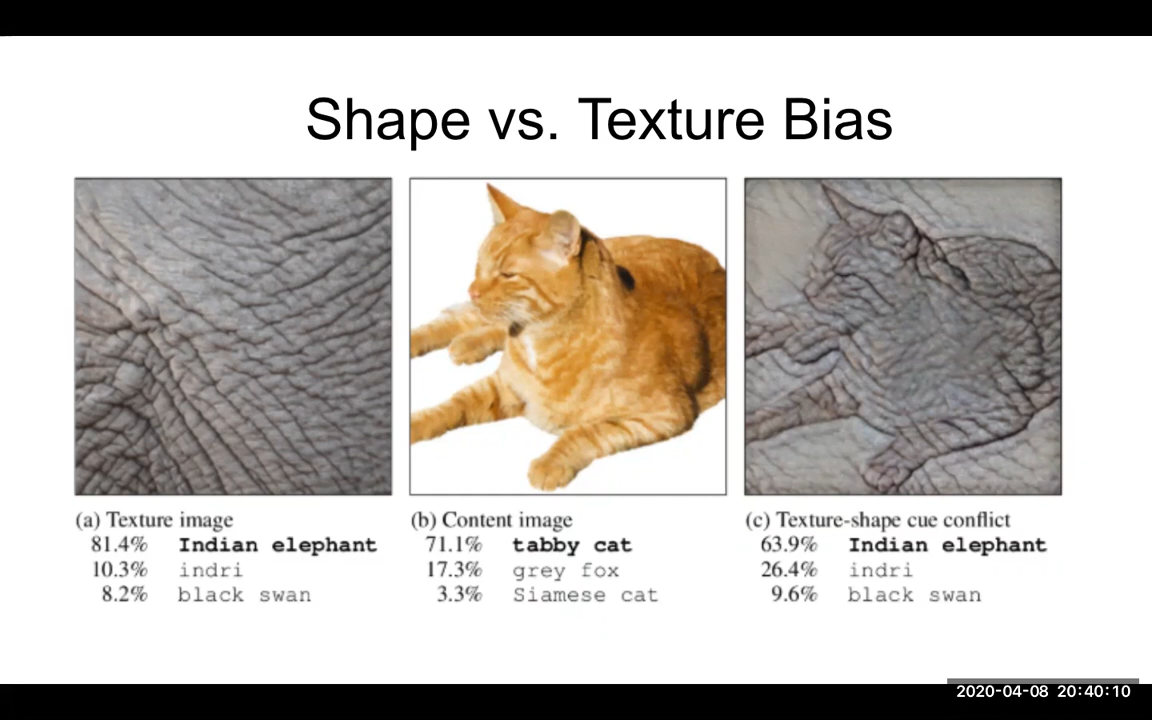 Shape vs. Texture Bias
(a) Texture image
81.4% Indian elephant
10.3% indri
8.2% black swan
(b) Content image
71.1% tabby cat
17.3% grey fox
3.3% Siamese cat
(c) Texture-shape cue conflict
63.9% Indian elephant
26.4% indri
9.6% black swan
2020-04-08 20:40:10